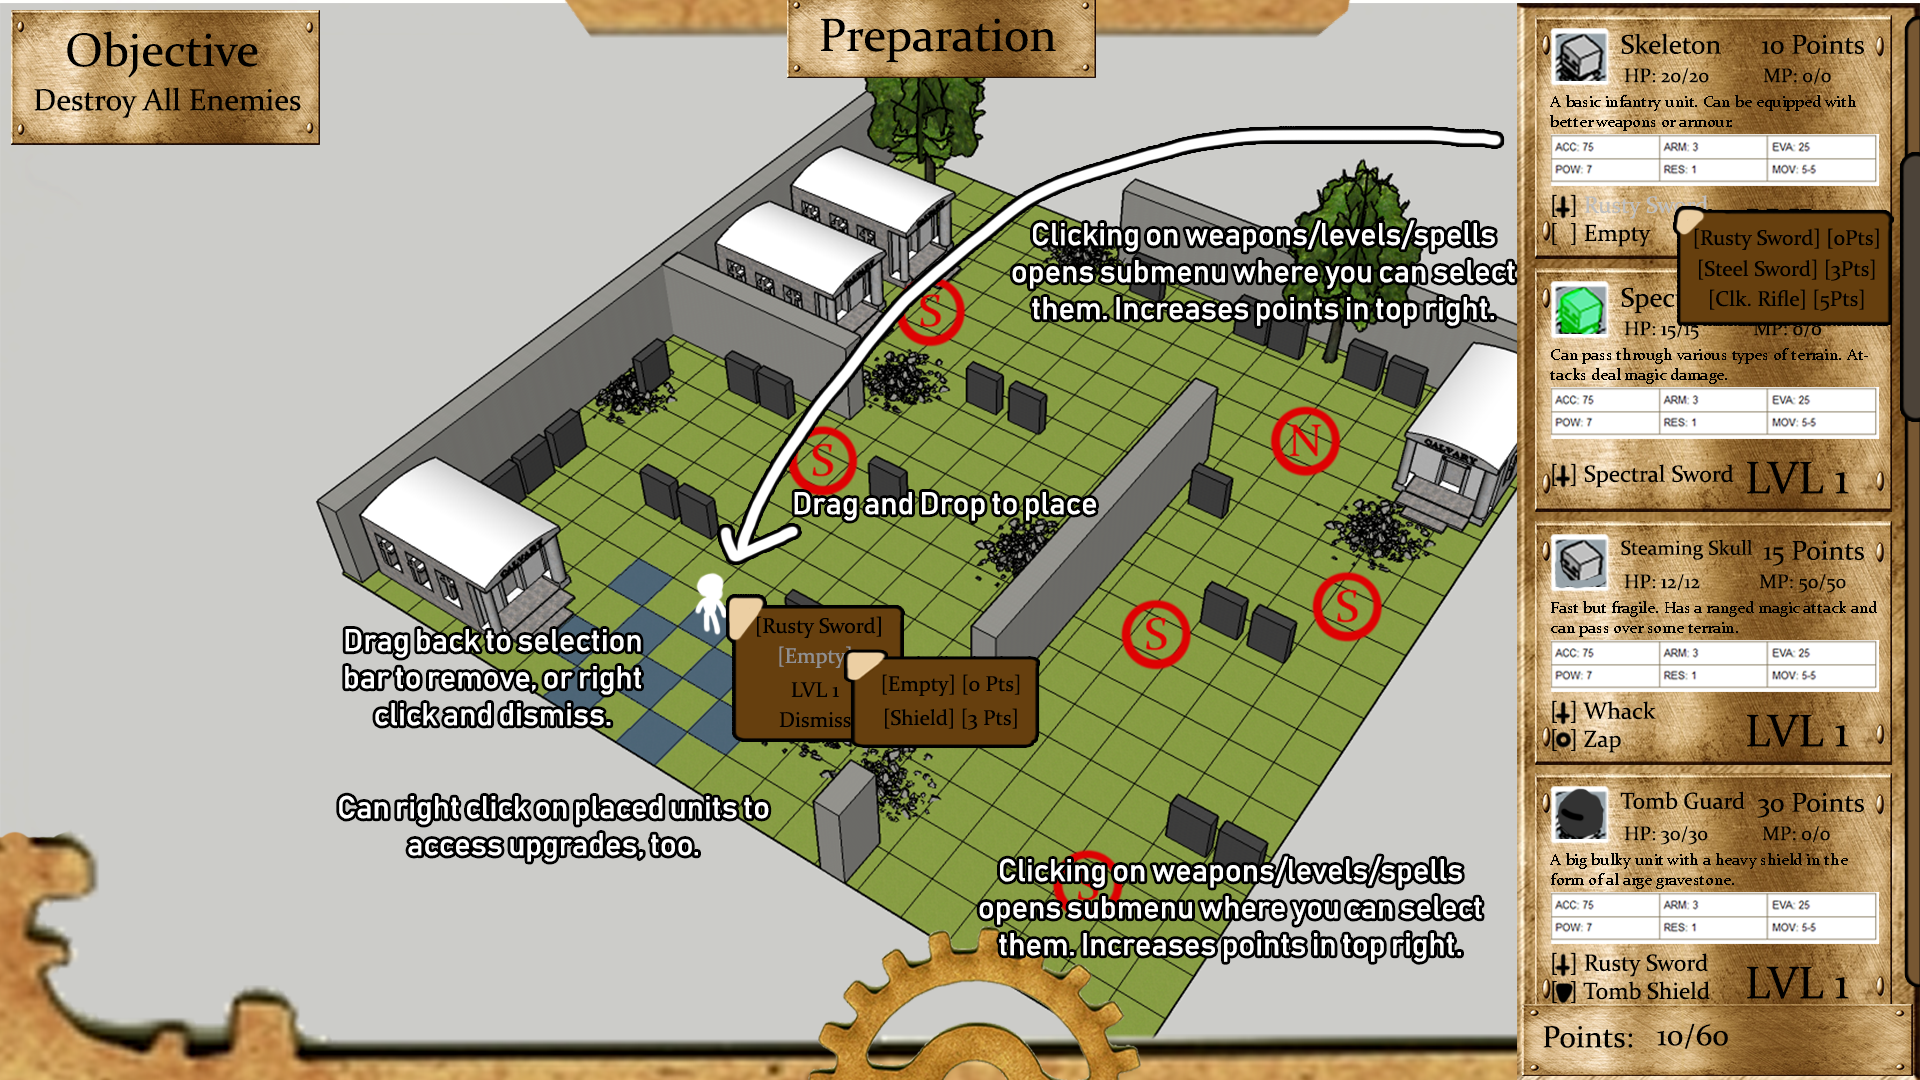 Objective
Destroy All Enemies
Preparation
Clicking on weapons/levels/spells
opens submenu where you can select
them. Increases points in top right.
S
S
N
S
S
Drag and Drop to place
CALVARY
Drag back to selection
bar to remove, or right
click and dismiss.
[Rusty Sword]
[Empty]
LVL 1
Dismiss
[Empty] [0 Pts]
[Shield] [3 Pts]
Can right click on placed units to
access upgrades, too.
S
Clicking on weapons/levels/spells
opens submenu where you can select
them. Increases points in top right.
Skeleton 10 Points
HP: 20/20 MP: 0/0
A basic infantry unit. Can be equipped with
better weapons or armour.
ACC: 75 ARM: 3 EVA: 25
POW: 7 RES: 1 MOV: 5-5
Rusty Sword
Empty
[Rusty Sword] [0Pts]
[Steel Sword] [3Pts]
[Clk. Rifle] [5Pts]
Spec
HP: 15/15 MP: 0/0
Can pass through various types of terrain. At-
tacks deal magic damage.
ACC: 75 ARM: 3 EVA: 25
POW: 7 RES: 1 MOV: 5-5
Spectral Sword LVL 1
Steaming Skull 15 Points
HP: 12/12 MP: 50/50
Fast but fragile. Has a ranged magic attack and
can pass over some terrain.
ACC: 75 ARM: 3 EVA: 25
POW: 7 RES: 1 MOV: 5-5
Whack
Zap LVL 1
Tomb Guard 30 Points
HP: 30/30 MP: 0/0
A big bulky unit with a heavy shield in the
form of al arge gravestone.
ACC: 75 ARM: 3 EVA: 25
POW: 7 RES: 1 MOV: 5-5
Rusty Sword
Tomb Shield LVL 1
Points: 10/60